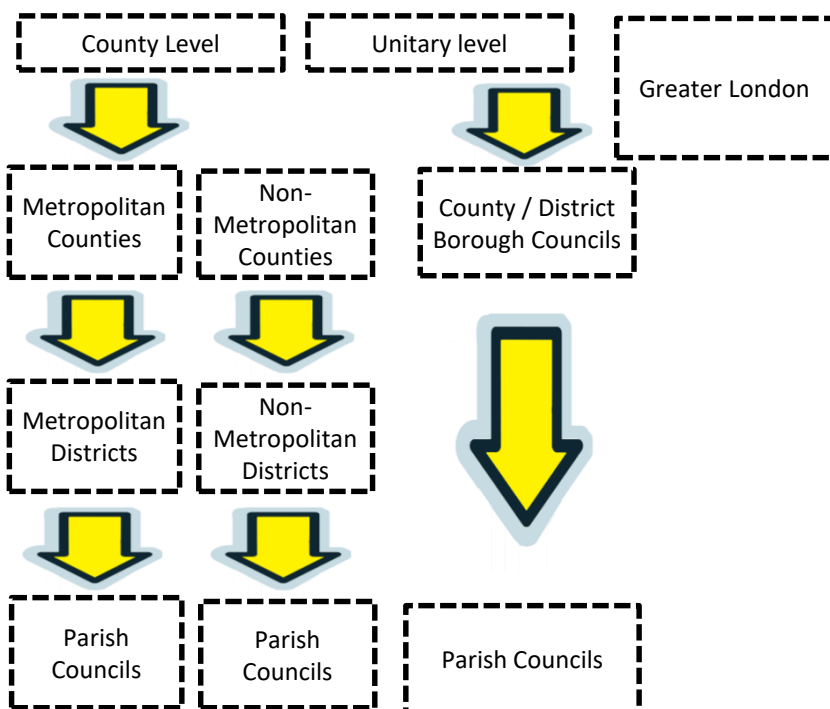 County Level
Unitary level
Greater London
Metropolitan
Counties
Non-
Metropolitan
Counties
County / District
Borough Councils
Metropolitan
Districts
Non-
Metropolitan
Districts
Parish
Councils
Parish
Councils
Parish Councils